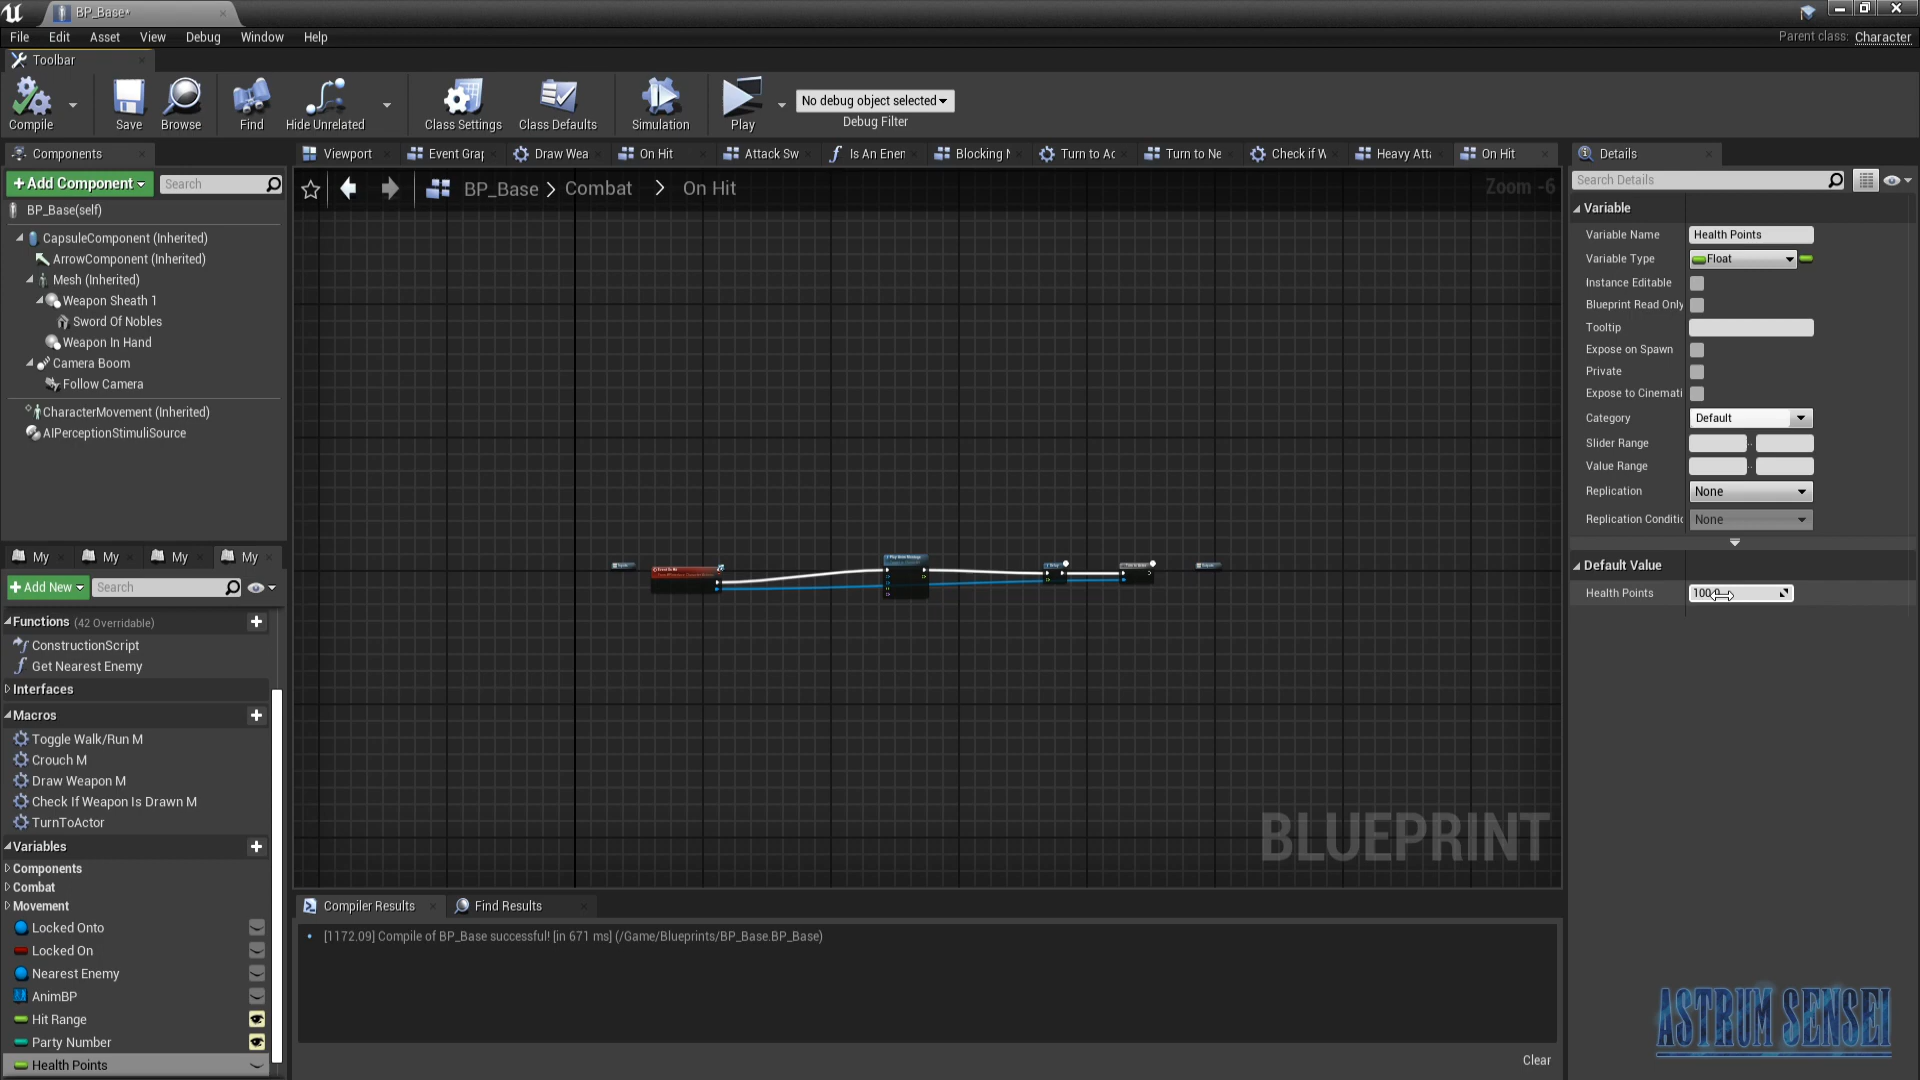 BP_Base*
File Edit Asset View Debug Window Help
Parent class: Character
Toolbar
Compile Save Browse Find Hide Unrelated Class Settings Class Defaults Simulation Play
No debug object selected
Debug Filter
Components
+Add Component Search
BP_Base(self)
CapsuleComponent (Inherited)
ArrowComponent (Inherited)
Mesh (Inherited)
Weapon Sheath 1
Sword Of Nobles
Weapon In Hand
Camera Boom
Follow Camera
CharacterMovement (Inherited)
AIPerceptionStimuliSource
My My My My
+Add New Search
Functions (42 Overridable)
ConstructionScript
Get Nearest Enemy
Interfaces
Macros
Toggle Walk/Run M
Crouch M
Draw Weapon M
Check If Weapon Is Drawn M
TurnToActor
Variables
Components
Combat
Movement
Locked Onto
Locked On
Nearest Enemy
AnimBP
Hit Range
Party Number
Health Points
Viewport Event Grap Draw Wea On Hit Attack Sw Is An Enem Blocking Turn to Ac Turn to Ne Check if W Heavy Atta On Hit
BP_Base > Combat > On Hit
Zoom -6
BLUEPRINT
Compiler Results Find Results
[1172.09] Compile of BP_Base successful! [in 671 ms] (/Game/Blueprints/BP_Base.BP_Base)
Clear
Details
Search Details
Variable
Variable Name Health Points
Variable Type Float
Instance Editable
Blueprint Read Only
Tooltip
Expose on Spawn
Private
Expose to Cinemati
Category Default
Slider Range
Value Range
Replication None
Replication Conditic None
Default Value
Health Points 100.0
ASTRUM SENSEI